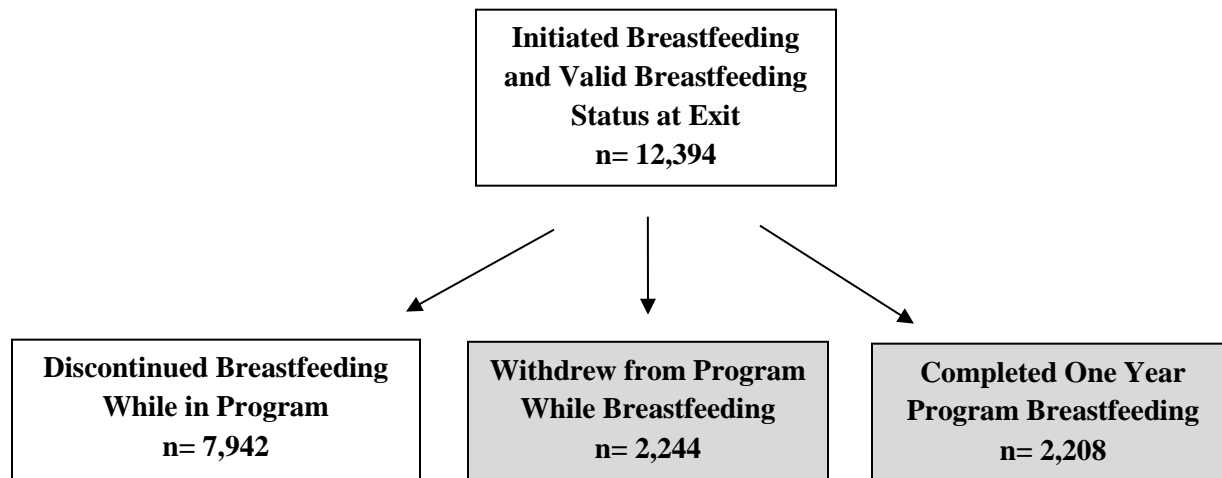 Initiated Breastfeeding
and Valid Breastfeeding
Status at Exit
n= 12,394
Discontinued Breastfeeding
While in Program
n= 7,942
Withdrew from Program
While Breastfeeding
n= 2,244
Completed One Year
Program Breastfeeding
n= 2,208